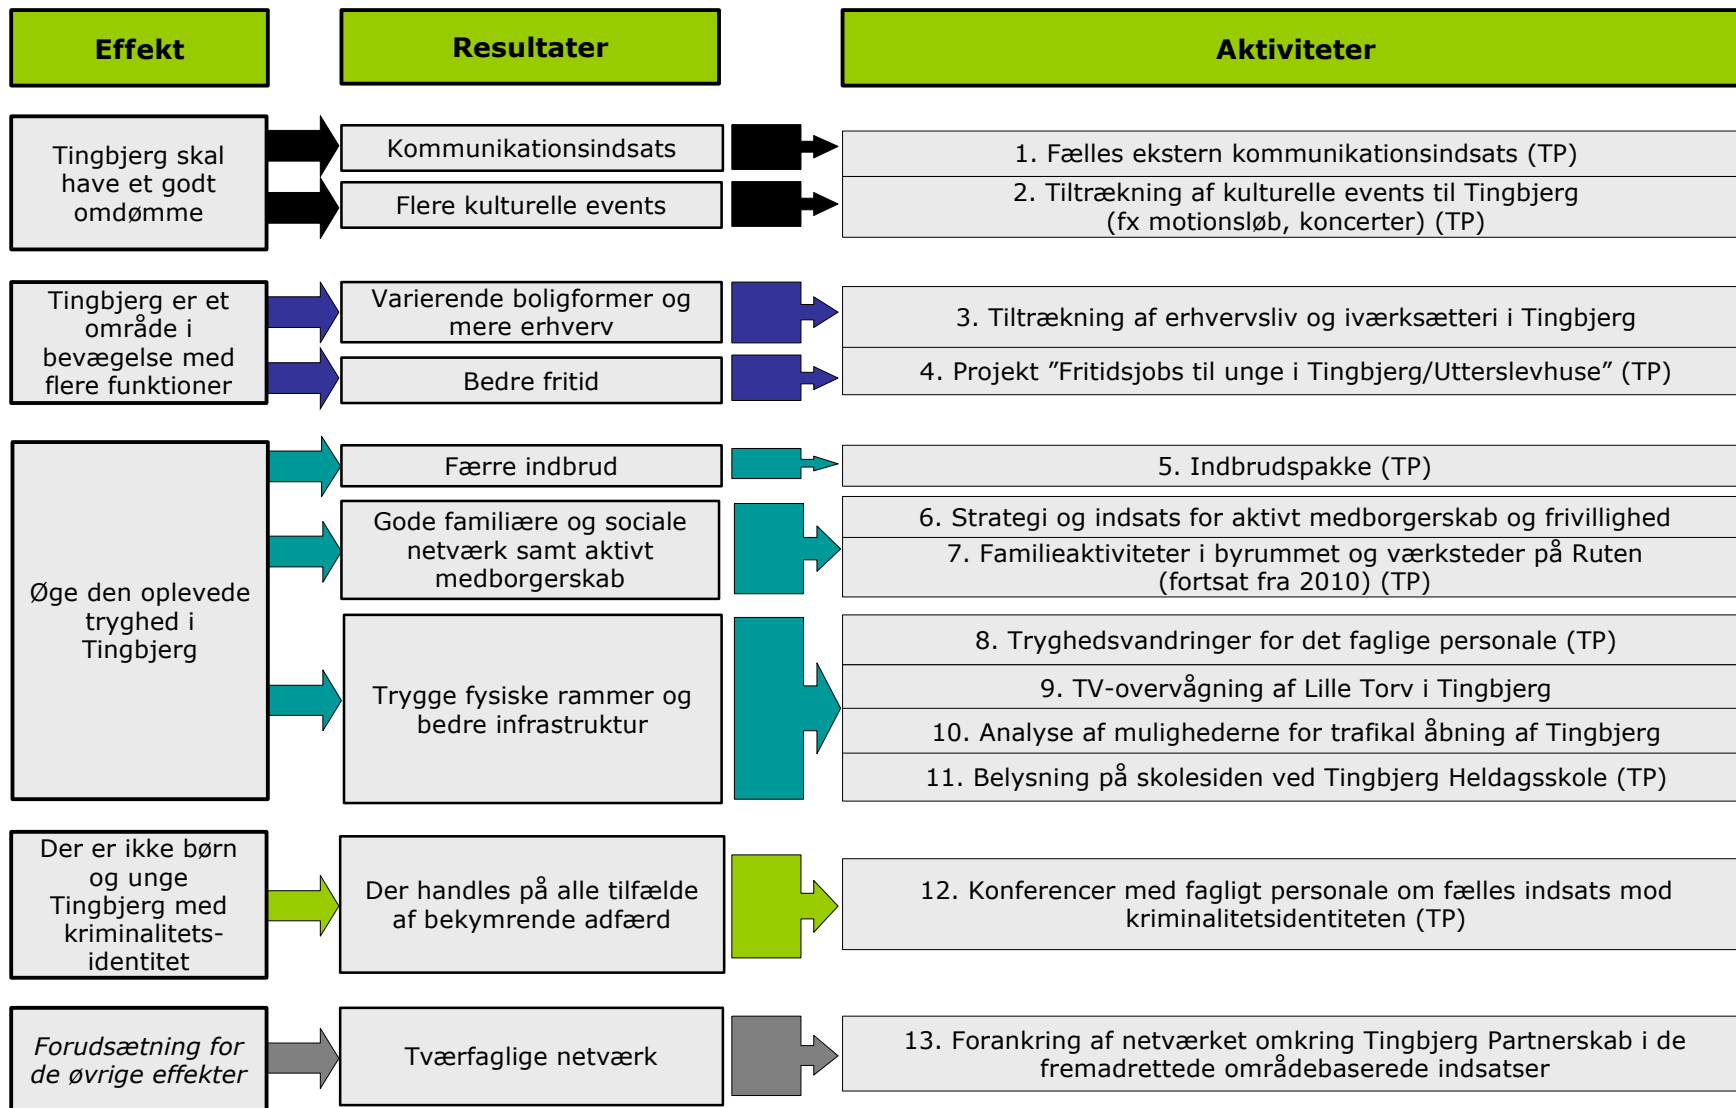 Effekt
Resultater
Aktiviteter
Tingbjerg skal
have et godt
omdømme
Kommunikationsindsats
Flere kulturelle events
1. Fælles ekstern kommunikationsindsats (TP)
2. Tiltrækning af kulturelle events til Tingbjerg
(fx motionsløb, koncerter) (TP)
Tingbjerg er et
område i
bevægelse med
flere funktioner
Varierende boligformer og
mere erhverv
Bedre fritid
3. Tiltrækning af erhvervsliv og iværksætteri i Tingbjerg
4. Projekt ”Fritidsjobs til unge i Tingbjerg/Utterslevhuse” (TP)
Øge den oplevede
tryghed i
Tingbjerg
Færre indbrud
Gode familiære og sociale
netværk samt aktivt
medborgerskab
Trygge fysiske rammer og
bedre infrastruktur
5. Indbrudspakke (TP)
6. Strategi og indsats for aktivt medborgerskab og frivillighed
7. Familieaktiviteter i byrummet og værksteder på Ruten
(fortsat fra 2010) (TP)
8. Tryghedsvandringer for det faglige personale (TP)
9. TV-overvågning af Lille Torv i Tingbjerg
10. Analyse af mulighederne for trafikal åbning af Tingbjerg
11. Belysning på skolesiden ved Tingbjerg Heldagsskole (TP)
Der er ikke børn
og unge
Tingbjerg med
kriminalitets-
identitet
Der handles på alle tilfælde
af bekymrende adfærd
12. Konferencer med fagligt personale om fælles indsats mod
kriminalitetsidentiteten (TP)
Forudsætning for
de øvrige effekter
Tværfaglige netværk
13. Forankring af netværket omkring Tingbjerg Partnerskab i de
fremadrettede områdebaserede indsatser